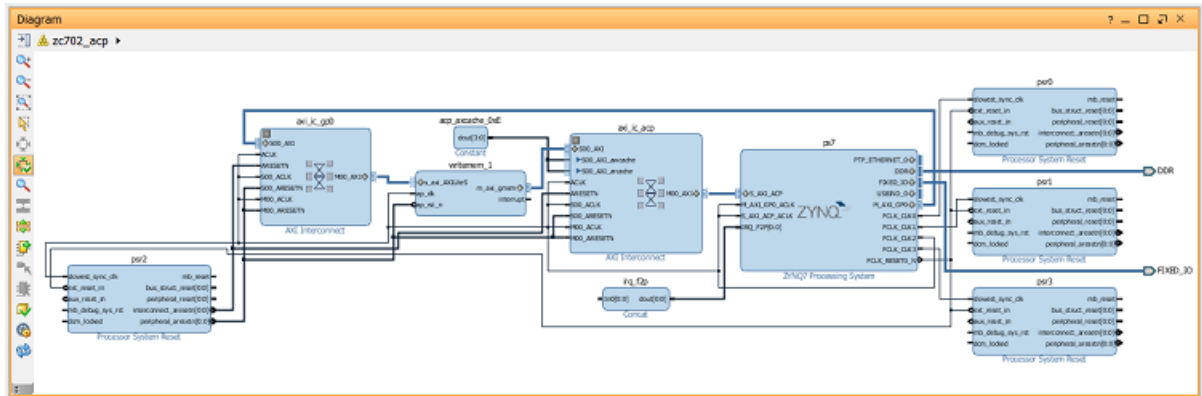 Diagram
zc702_acp
axi_ic_gp0
S00_AXI
ACLK
ARESETN
S00_ACLK
S00_ARESETN
M00_ACLK
M00_ARESETN
M00_AXI
AXI Interconnect
acp_axcache_0xE
dout[3:0]
Constant
writemem_1
s_axi_AXILiteS
ap_clk
ap_rst_n
m_axi_gmem
interrupt
axi_ic_acp
S00_AXI
S00_AXI_awcache
S00_AXI_arcache
ACLK
ARESETN
S00_ACLK
S00_ARESETN
M00_ACLK
M00_ARESETN
M00_AXI
AXI Interconnect
irq_f2p
In0[0:0]
dout[0:0]
Concat
ps7
S_AXI_ACP
M_AXI_GP0_ACLK
S_AXI_ACP_ACLK
IRQ_F2P[0:0]
ZYNQ
PTP_ETHERNET_0
DDR
FIXED_IO
USBIND_0
M_AXI_GP0
FCLK_CLK0
FCLK_CLK1
FCLK_CLK2
FCLK_CLK3
FCLK_RESET0_N
ZYNQ7 Processing System
psr0
slowest_sync_clk
ext_reset_in
aux_reset_in
mb_debug_sys_rst
dcm_locked
mb_reset
bus_struct_reset[0:0]
peripheral_reset[0:0]
interconnect_aresetn[0:0]
peripheral_aresetn[0:0]
Processor System Reset
DDR
psr1
slowest_sync_clk
ext_reset_in
aux_reset_in
mb_debug_sys_rst
dcm_locked
mb_reset
bus_struct_reset[0:0]
peripheral_reset[0:0]
interconnect_aresetn[0:0]
peripheral_aresetn[0:0]
Processor System Reset
FIXED_IO
psr2
slowest_sync_clk
ext_reset_in
aux_reset_in
mb_debug_sys_rst
dcm_locked
mb_reset
bus_struct_reset[0:0]
peripheral_reset[0:0]
interconnect_aresetn[0:0]
peripheral_aresetn[0:0]
Processor System Reset
psr3
slowest_sync_clk
ext_reset_in
aux_reset_in
mb_debug_sys_rst
dcm_locked
mb_reset
bus_struct_reset[0:0]
peripheral_reset[0:0]
interconnect_aresetn[0:0]
peripheral_aresetn[0:0]
Processor System Reset